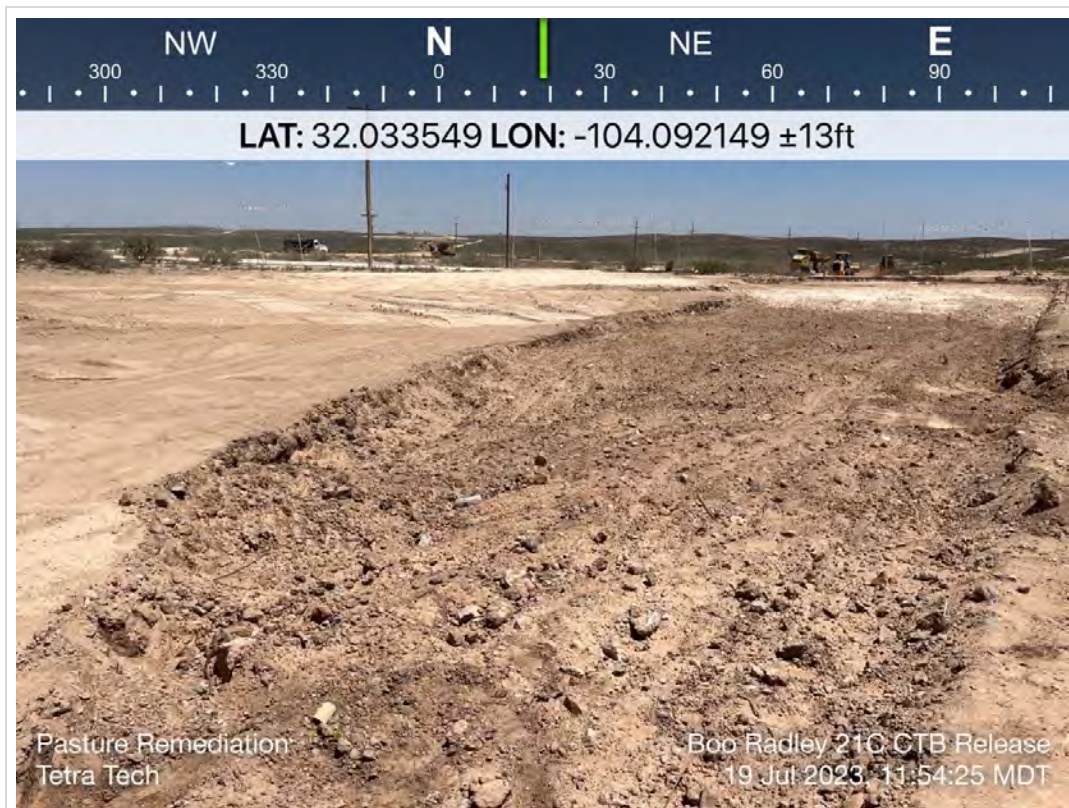 NW N NE E
300 330 0 30 60 90
LAT: 32.033549 LON: -104.092149 ±13ft
Pasture Remediation
Tetra Tech
Boo Radley 21C CTB Release
19 Jul 2023, 11:54:25 MDT